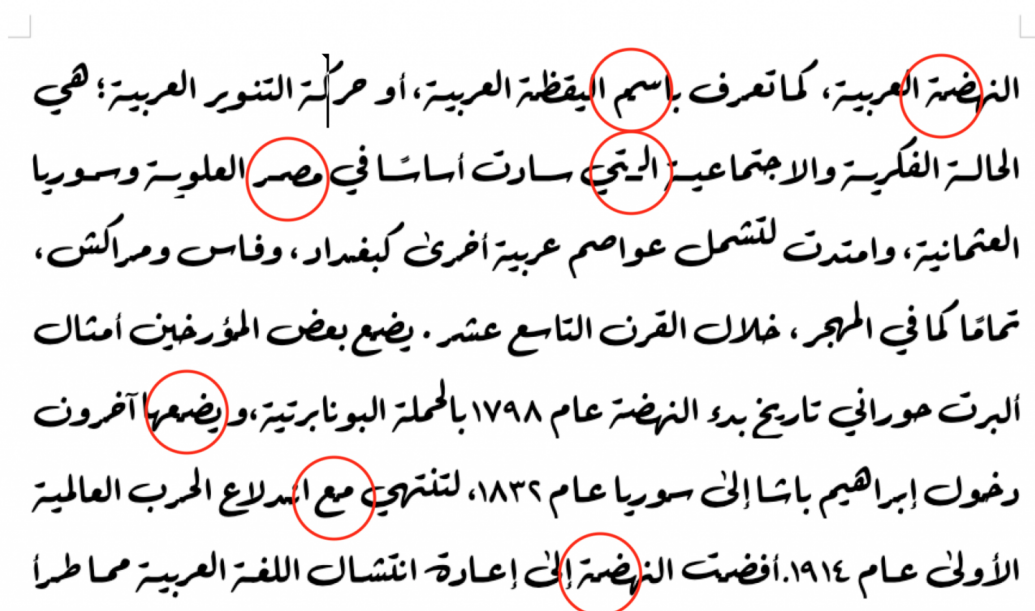 النهضة العربية، كما تعرف باسم اليقظة العربية، أو حركة التنوير العربية؛ هي
الحالة الفكرية والاجتماعية التي سادت أساسًا في مصر العلوية وسوريا
العثمانية، وامتدت لتشمل عواصم عربية أخرى كبغداد، وفاس ومراكش،
تمامًا كما في المهجر، خلال القرن التاسع عشر. يضع بعض المؤرخين أمثال
ألبرت حوراني تاريخ بدء النهضة عام ١٧٩٨ بالحملة البونابرتية،و يضعها آخرون
دخول إبراهيم باشا إلى سوريا عام ١٨٣٢، لتنتهي مع اندلاع الحرب العالمية
الأولى عام ١٩١٤.أفضت النهضة إلى إعادة انتشال اللغة العربية مما طرأ